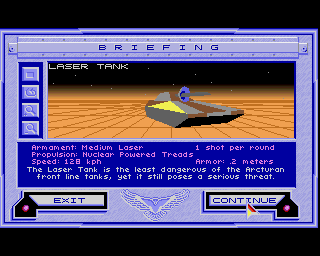 BRIEFING
LASER TANK
Armament: Medium Laser 1 shot per round
Propulsion: Nuclear Powered Treads
Speed: 128 kph Armor: .2 meters
The Laser Tank is the least dangerous of the Arcturan
front line tanks, yet it still poses a serious threat.
EXIT CONTINUE